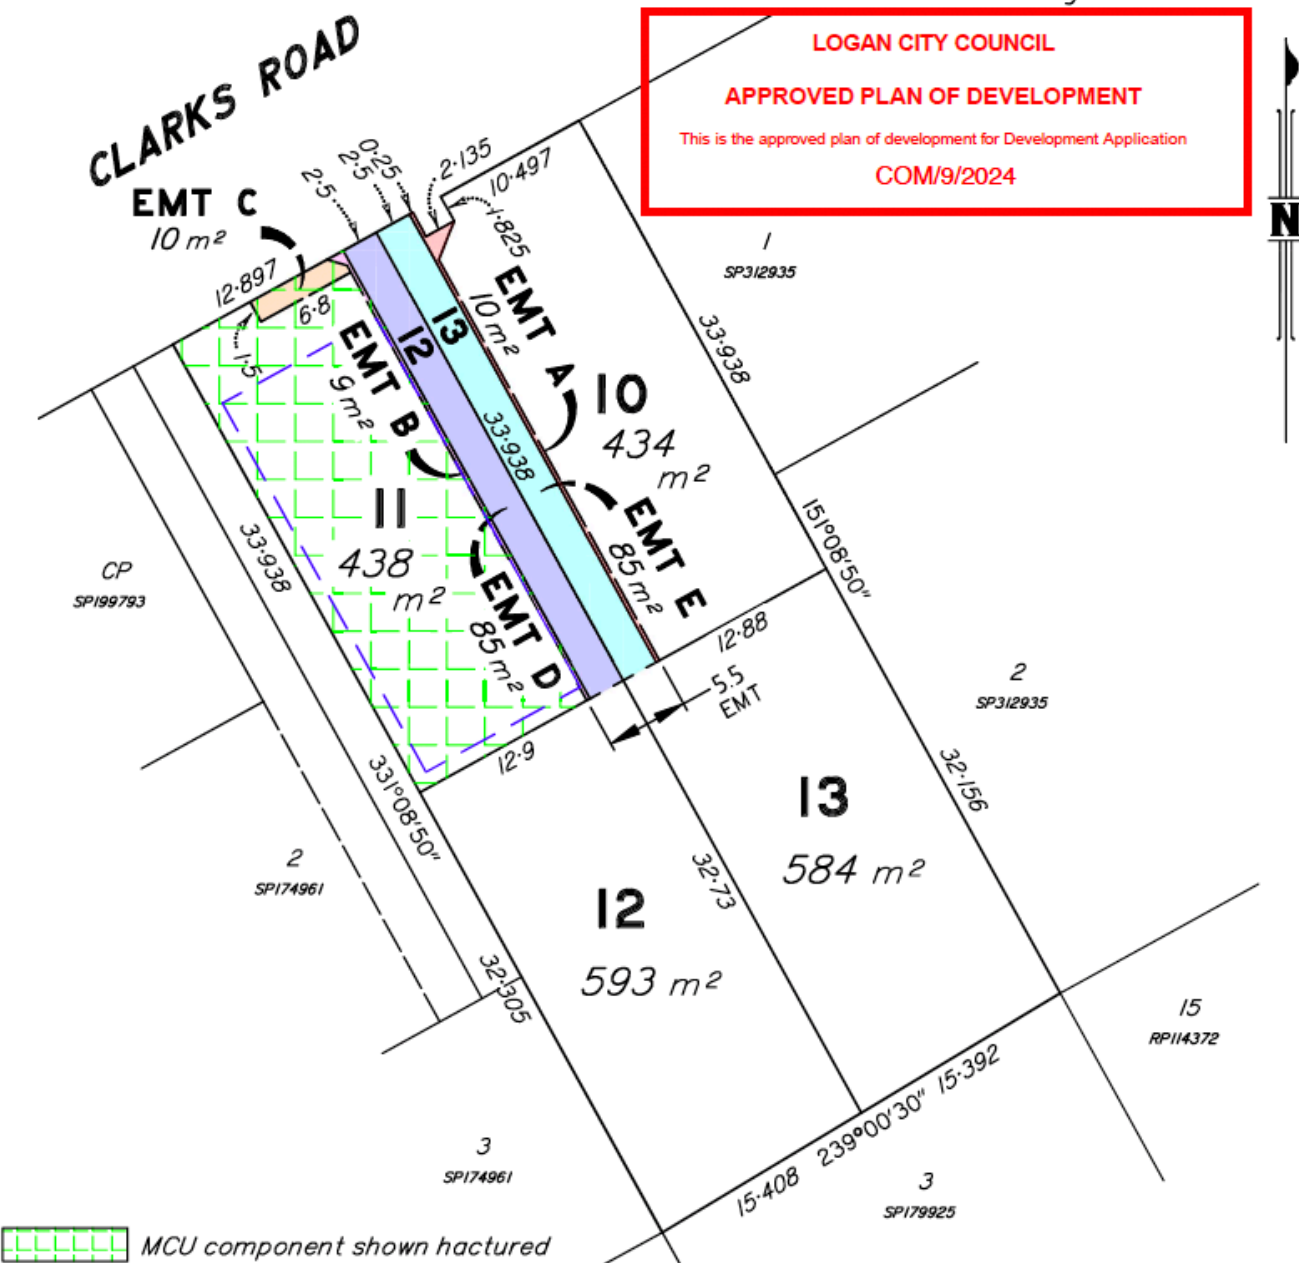 LOGAN CITY COUNCIL
APPROVED PLAN OF DEVELOPMENT
This is the approved plan of development for Development Application
COM/9/2024
CLARKS ROAD
N
EMT C
10 m²
2·5
2·5
0·25
2·135
10·497
1·825
12·897
6·8
1·5
1
SP312935
33·938
EMT A
10 m²
13
12
EMT B
9 m²
10
434
m²
33·938
11
438
m²
33·938
EMT E
85 m²
EMT D
85 m²
151°08'50"
CP
SP199793
12·88
5.5
EMT
12·9
2
SP312935
331°08'50"
32·156
13
584 m²
2
SP174961
32·73
12
593 m²
32·305
15
RP114372
15·392
239°00'30"
15·408
3
SP174961
3
SP179925
MCU component shown hactured